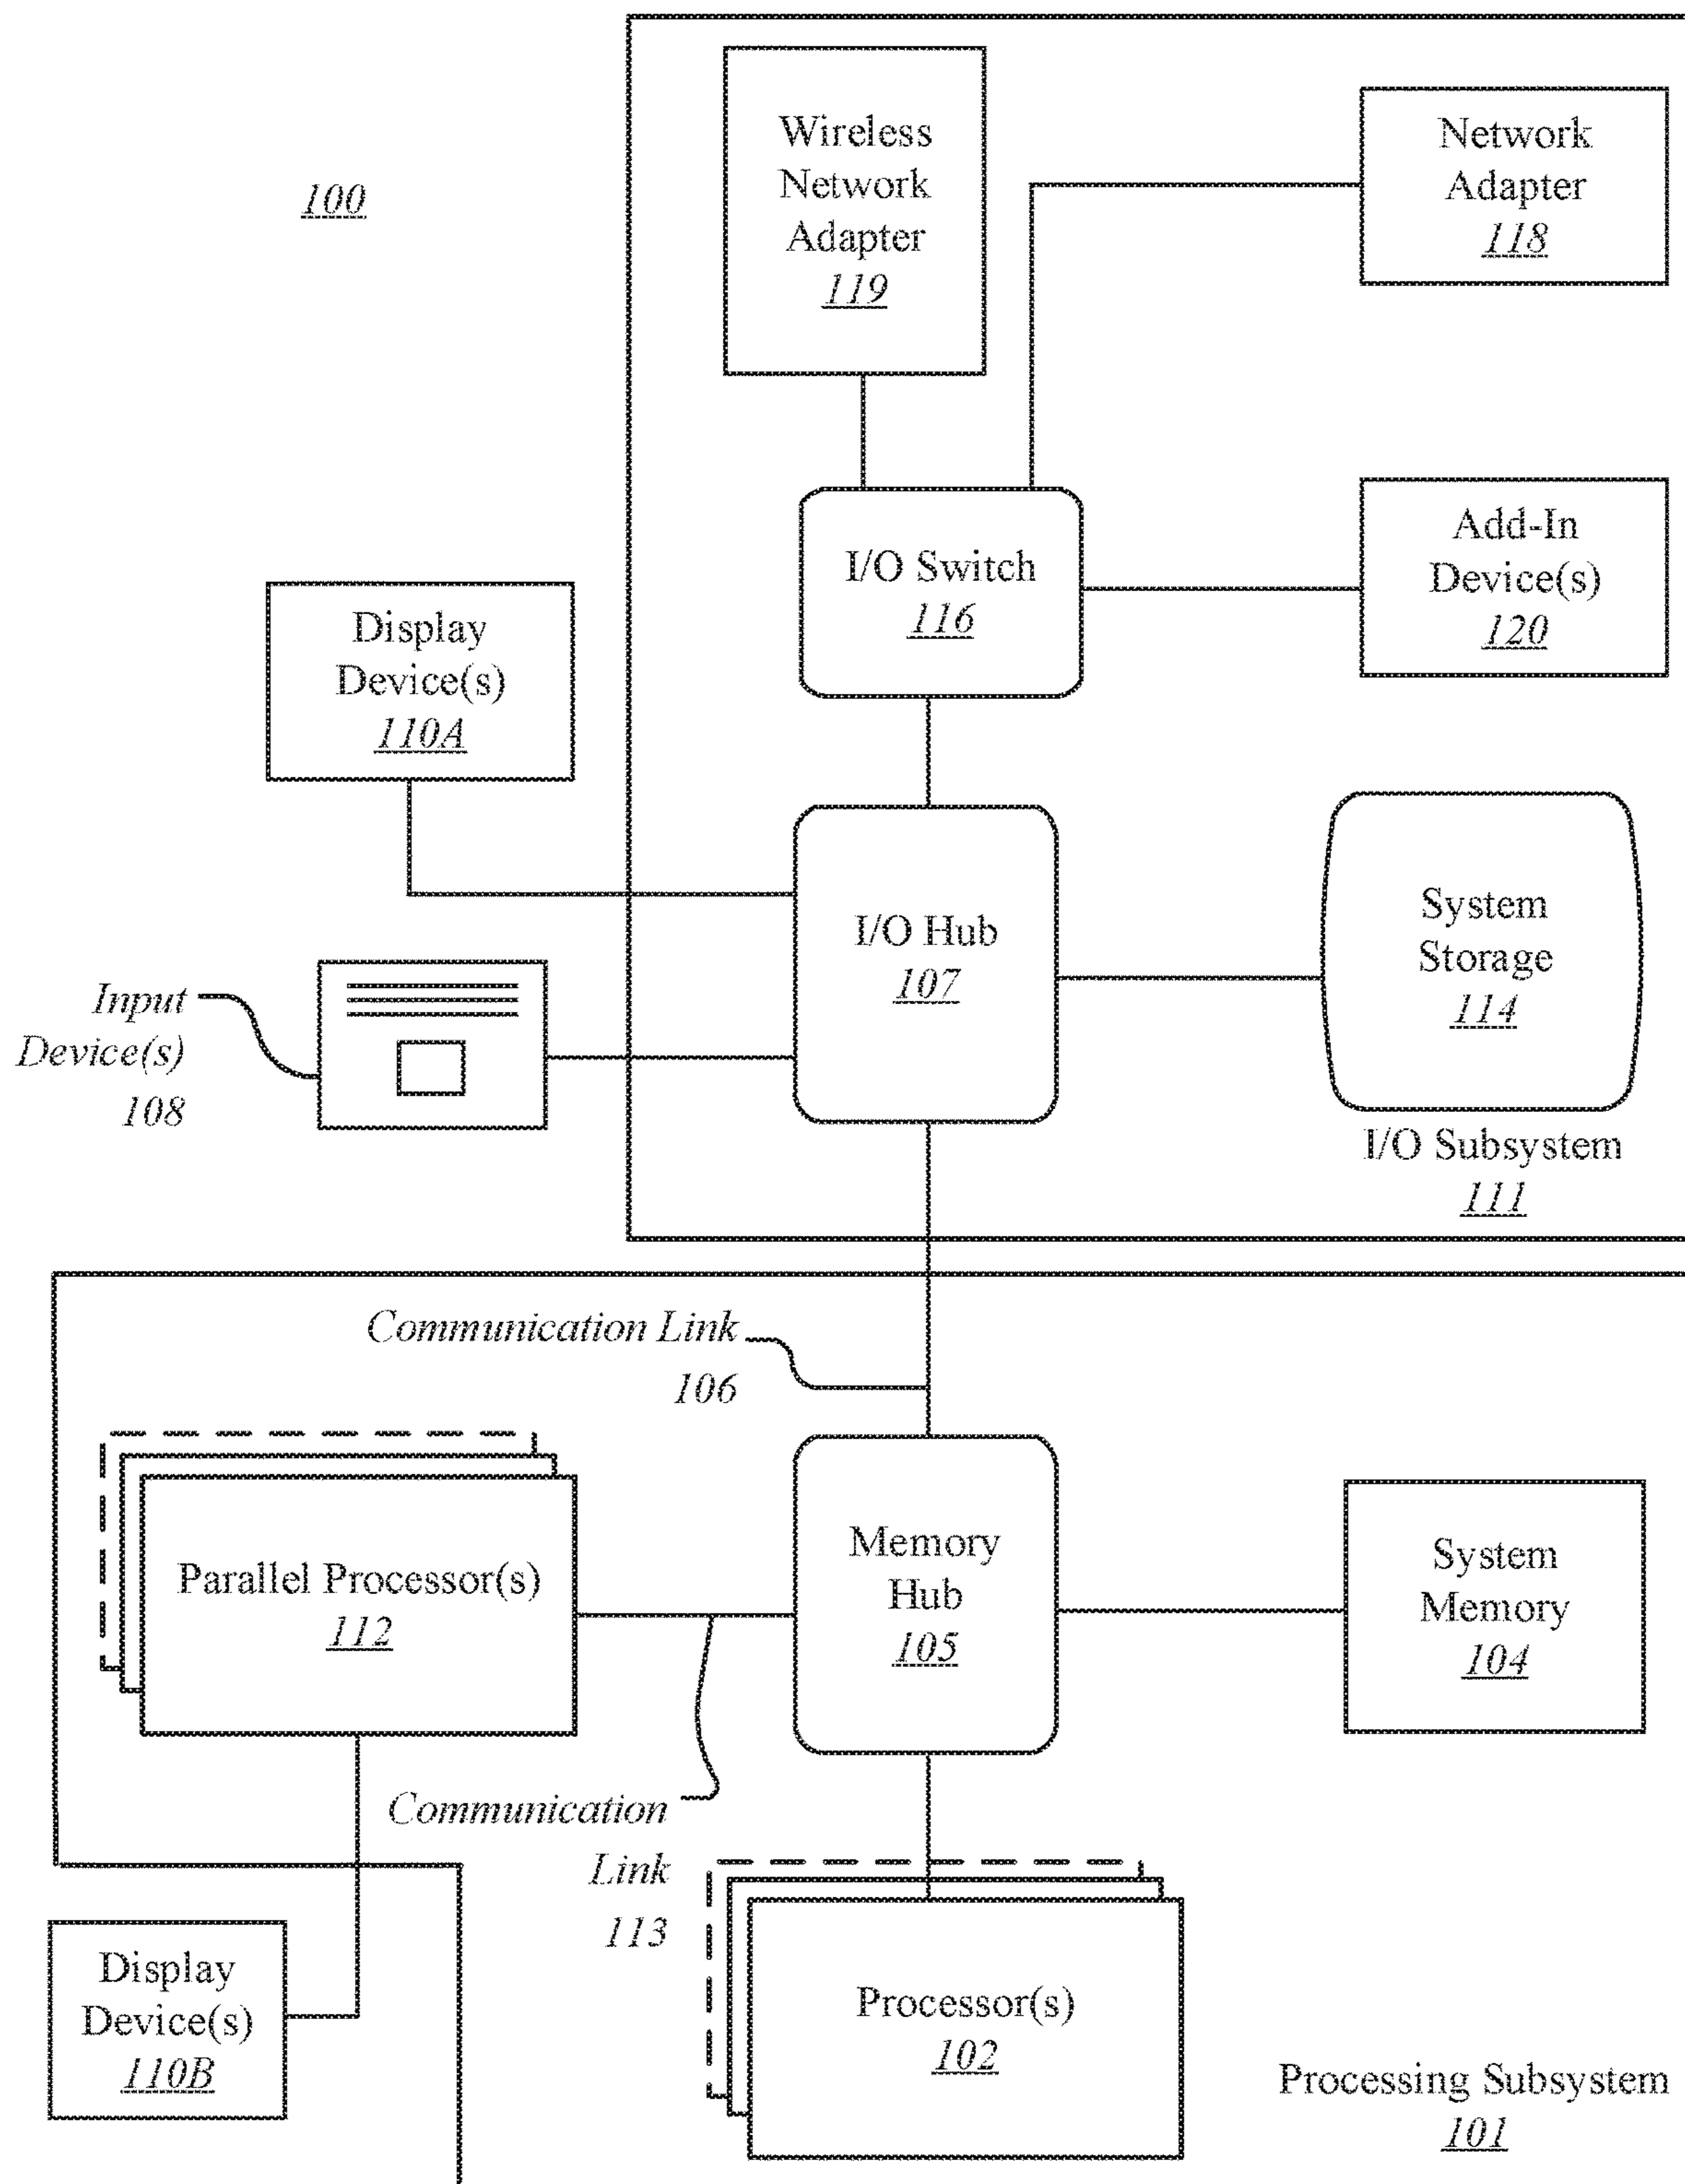 Wireless
Network
Adapter
119
Network
Adapter
118
100
I/O Switch
116
Add-In
Device(s)
120
Display
Device(s)
110A
I/O Hub
107
System
Storage
114
Input
Device(s)
108
I/O Subsystem
111
Communication Link
106
Parallel Processor(s)
112
Memory
Hub
105
System
Memory
104
Communication
Link
113
Display
Device(s)
110B
Processor(s)
102
Processing Subsystem
101